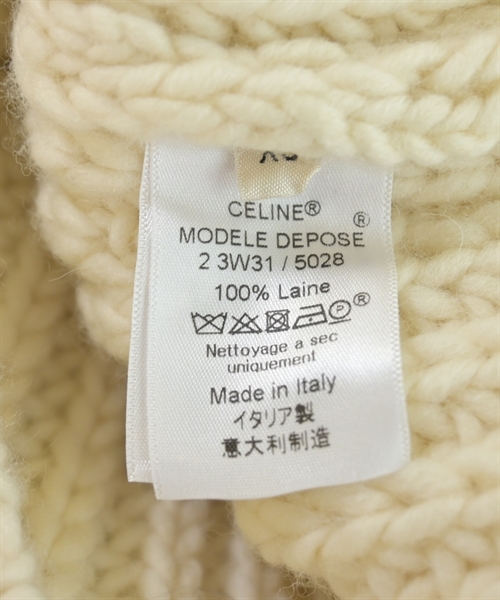 XS
CELINE®
®
MODELE DEPOSE
2 3W31 / 5028
100% Laine
P ®
Nettoyage a sec
uniquement
Made in Italy
イタリア製
意大利制造